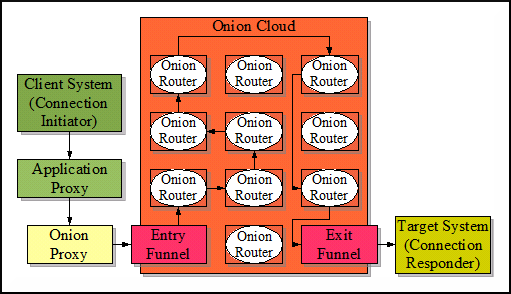 Onion Cloud
Client System
(Connection
Initiator)
Application
Proxy
Onion
Proxy
Onion
Router
Onion
Router
Onion
Router
Onion
Router
Onion
Router
Onion
Router
Onion
Router
Onion
Router
Onion
Router
Entry
Funnel
Onion
Router
Exit
Funnel
Target System
(Connection
Responder)